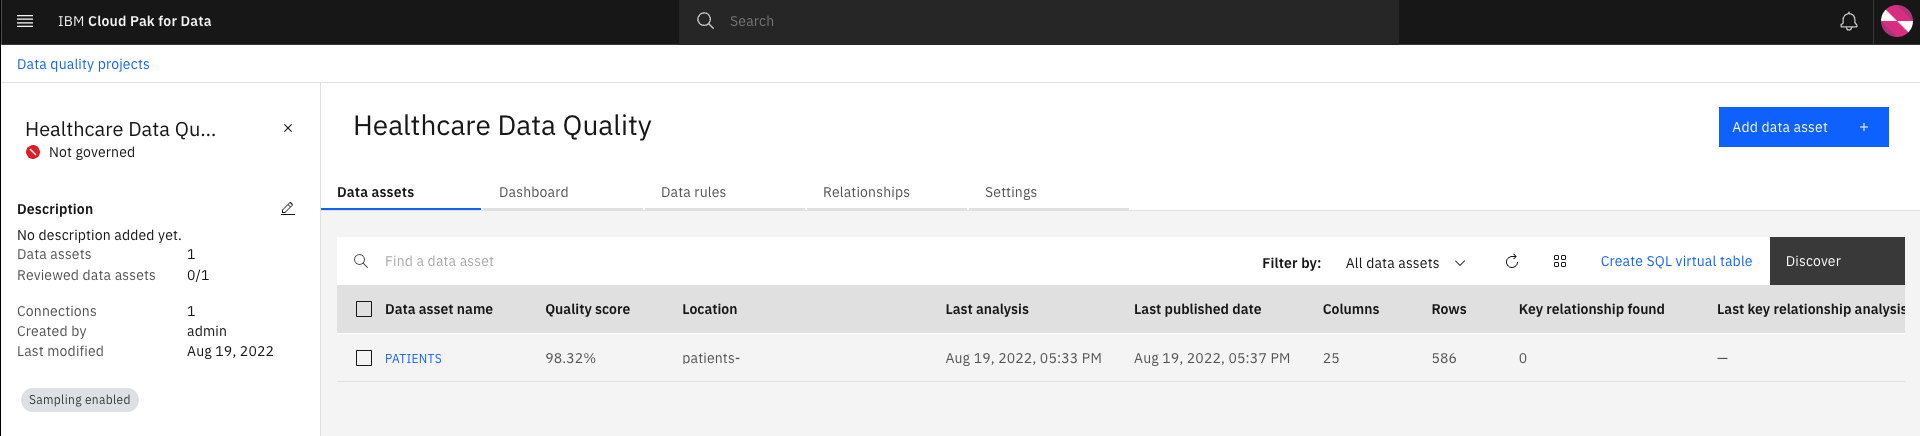 IBM Cloud Pak for Data
Search
Data quality projects
Healthcare Data Qu...
Not governed
Description
No description added yet.
Data assets 1
Reviewed data assets 0/1
Connections 1
Created by admin
Last modified Aug 19, 2022
Sampling enabled
Healthcare Data Quality
Add data asset +
Data assets Dashboard Data rules Relationships Settings
Find a data asset
Filter by: All data assets Create SQL virtual table Discover
Data asset name Quality score Location Last analysis Last published date Columns Rows Key relationship found Last key relationship analysis
PATIENTS 98.32% patients- Aug 19, 2022, 05:33 PM Aug 19, 2022, 05:37 PM 25 586 0 —